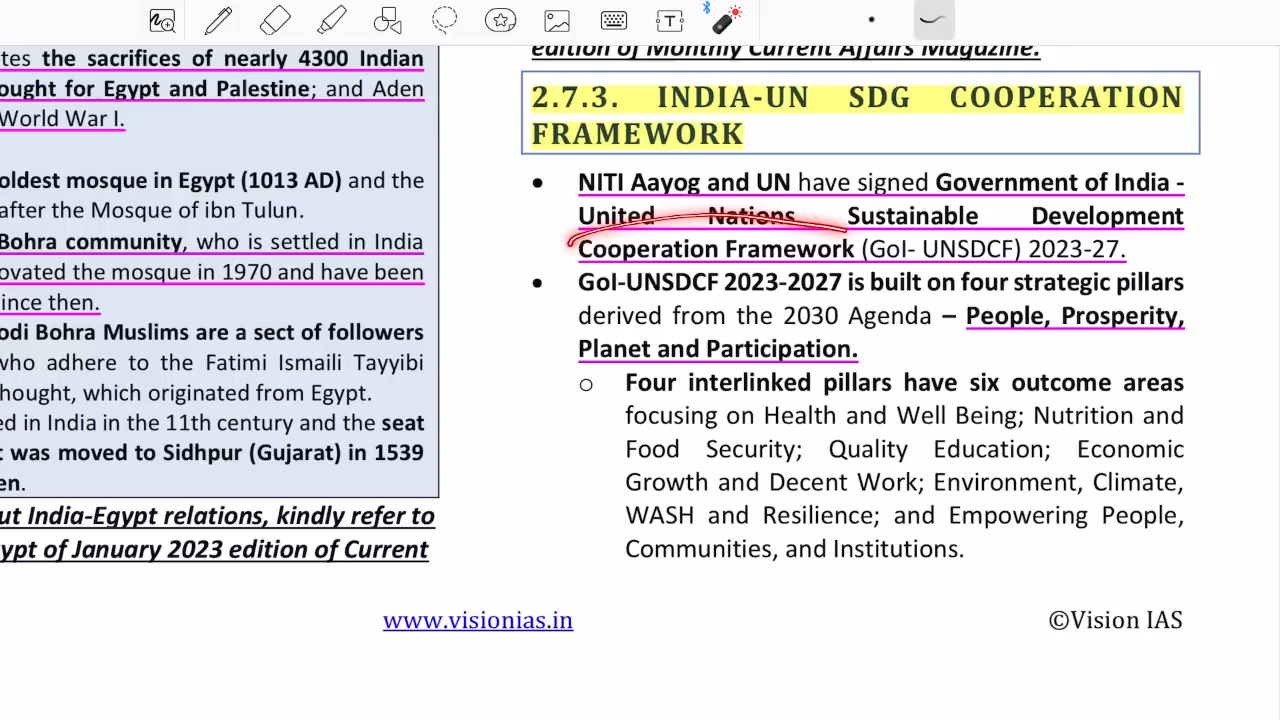 tes the sacrifices of nearly 4300 Indian
ought for Egypt and Palestine; and Aden
World War I.
oldest mosque in Egypt (1013 AD) and the
after the Mosque of ibn Tulun.
Bohra community, who is settled in India
ovated the mosque in 1970 and have been
ince then.
odi Bohra Muslims are a sect of followers
who adhere to the Fatimi Ismaili Tayyibi
hought, which originated from Egypt.
ed in India in the 11th century and the seat
t was moved to Sidhpur (Gujarat) in 1539
en.
ut India-Egypt relations, kindly refer to
ypt of January 2023 edition of Current
edition of Monthly Current Affairs Magazine.
2.7.3. INDIA-UN SDG COOPERATION
FRAMEWORK
• NITI Aayog and UN have signed Government of India -
United Nations Sustainable Development
Cooperation Framework (GoI- UNSDCF) 2023-27.
• GoI-UNSDCF 2023-2027 is built on four strategic pillars
derived from the 2030 Agenda – People, Prosperity,
Planet and Participation.
o Four interlinked pillars have six outcome areas
focusing on Health and Well Being; Nutrition and
Food Security; Quality Education; Economic
Growth and Decent Work; Environment, Climate,
WASH and Resilience; and Empowering People,
Communities, and Institutions.
www.visionias.in
©Vision IAS